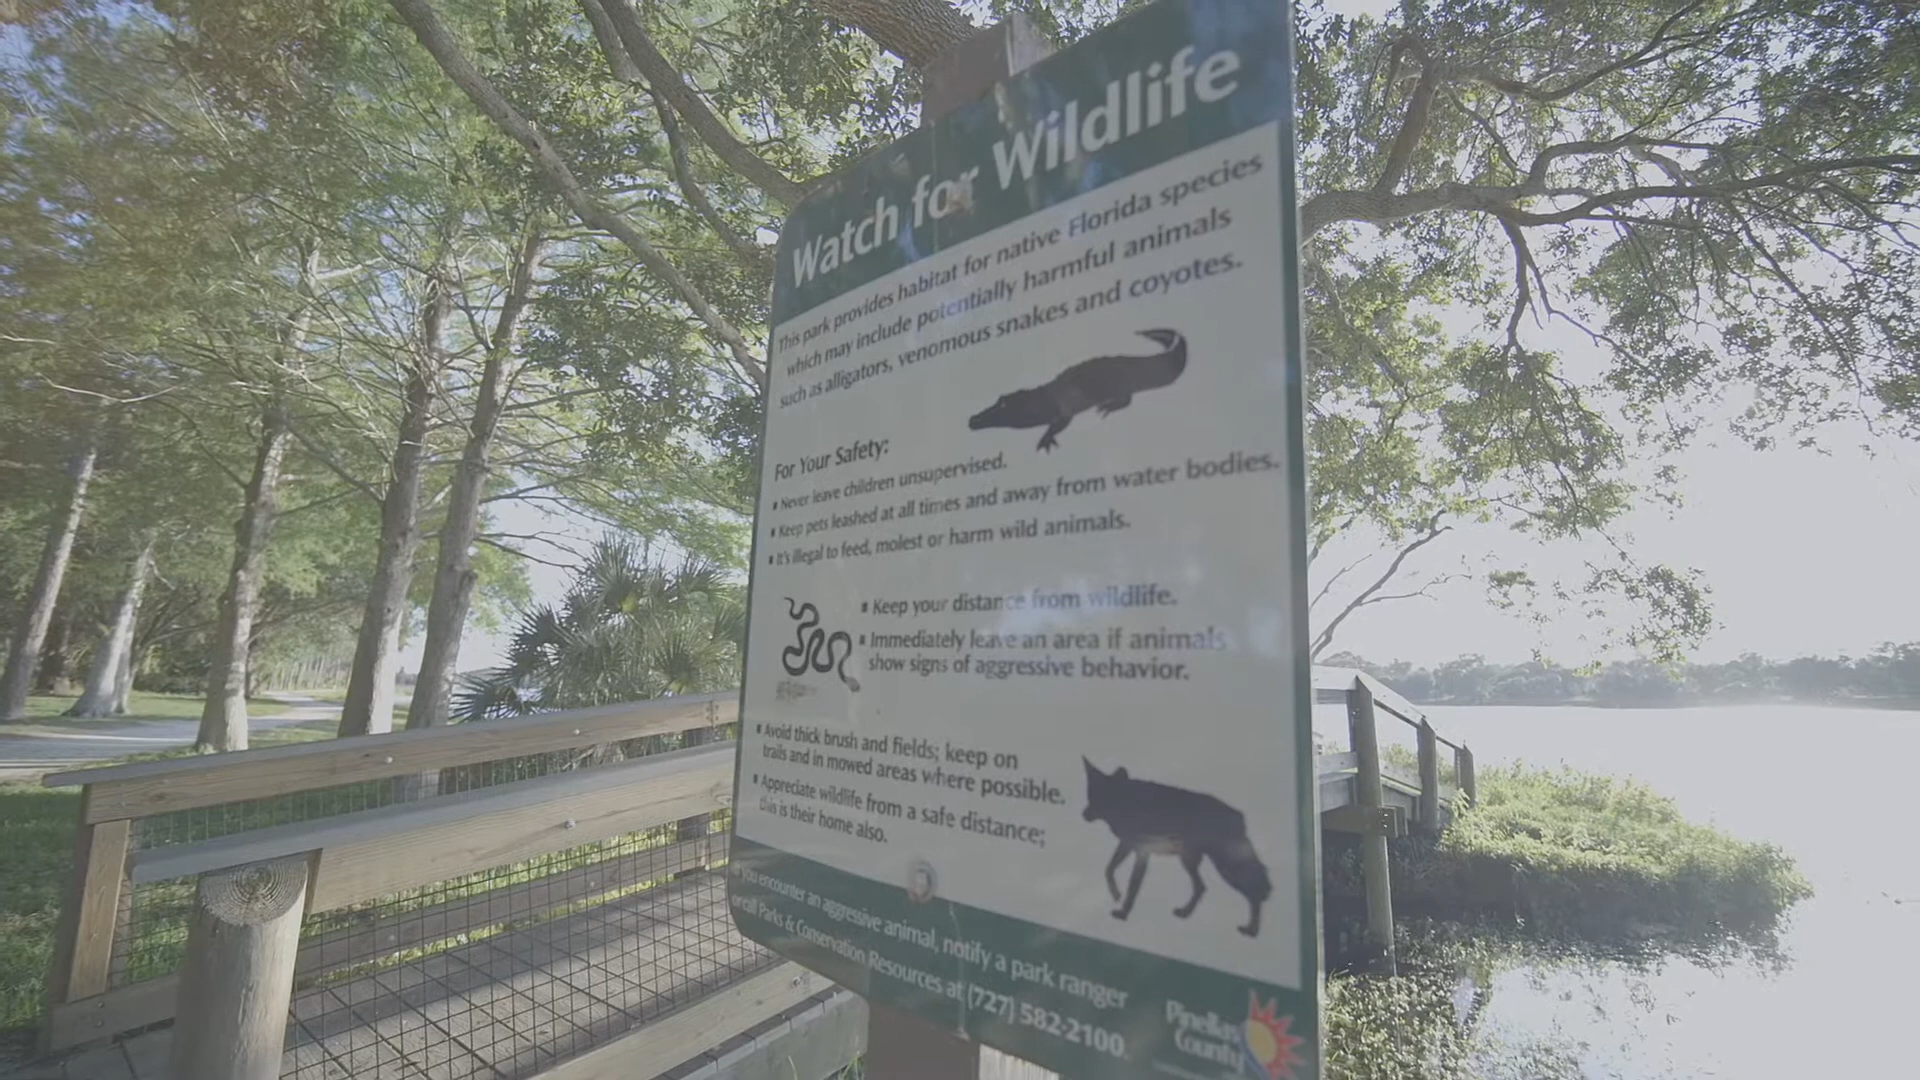 Watch for Wildlife
This park provides habitat for native Florida species
which may include potentially harmful animals
such as alligators, venomous snakes and coyotes.
For Your Safety:
▪ Never leave children unsupervised.
▪ Keep pets leashed at all times and away from water bodies.
▪ It's illegal to feed, molest or harm wild animals.
▪ Keep your distance from wildlife.
▪ Immediately leave an area if animals
show signs of aggressive behavior.
▪ Avoid thick brush and fields; keep on
trails and in mowed areas where possible.
▪ Appreciate wildlife from a safe distance;
this is their home also.
you encounter an aggressive animal, notify a park ranger
or call Parks & Conservation Resources at (727) 582-2100.
Pinellas
County